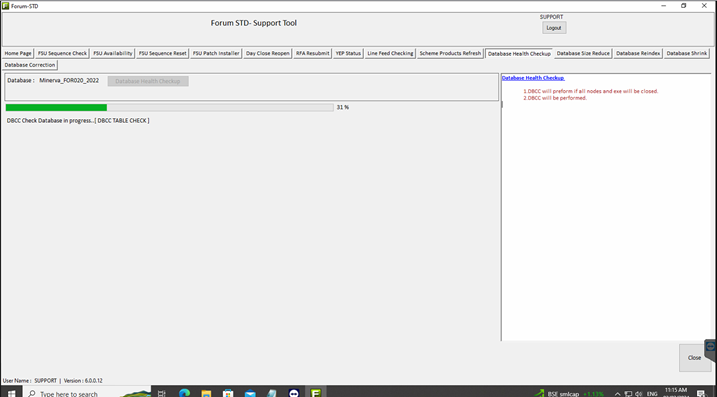 Forum-STD
Forum STD- Support Tool
SUPPORT
Logout
Home Page
FSU Sequence Check
FSU Availability
FSU Sequence Reset
FSU Patch Installer
Day Close Reopen
RFA Resubmit
YEP Status
Line Feed Checking
Scheme Products Refresh
Database Health Checkup
Database Size Reduce
Database Reindex
Database Shrink
Database Correction
Database : Minerva_FOR020_2022
Database Health Checkup
31 %
DBCC Check Database in progress...[ DBCC TABLE CHECK ]
Database Health Checkup
1.DBCC will preform if all nodes and exe will be closed.
2.DBCC will be performed.
Close
User Name : SUPPORT | Version : 6.0.0.12
Type here to search
BSE smlcap +1.13%
ENG
11:15 AM